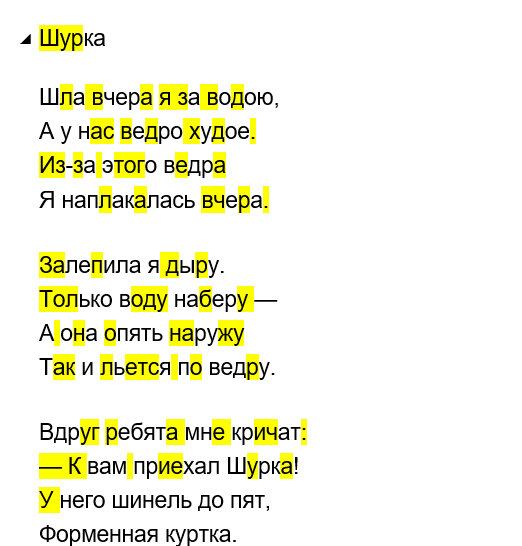 Шурка
Шла вчера я за водою,
А у нас ведро худое.
Из-за этого ведра
Я наплакалась вчера.
Залепила я дыру.
Только воду наберу —
А она опять наружу
Так и льется по ведру.
Вдруг ребята мне кричат:
— К вам приехал Шурка!
У него шинель до пят,
Форменная куртка.